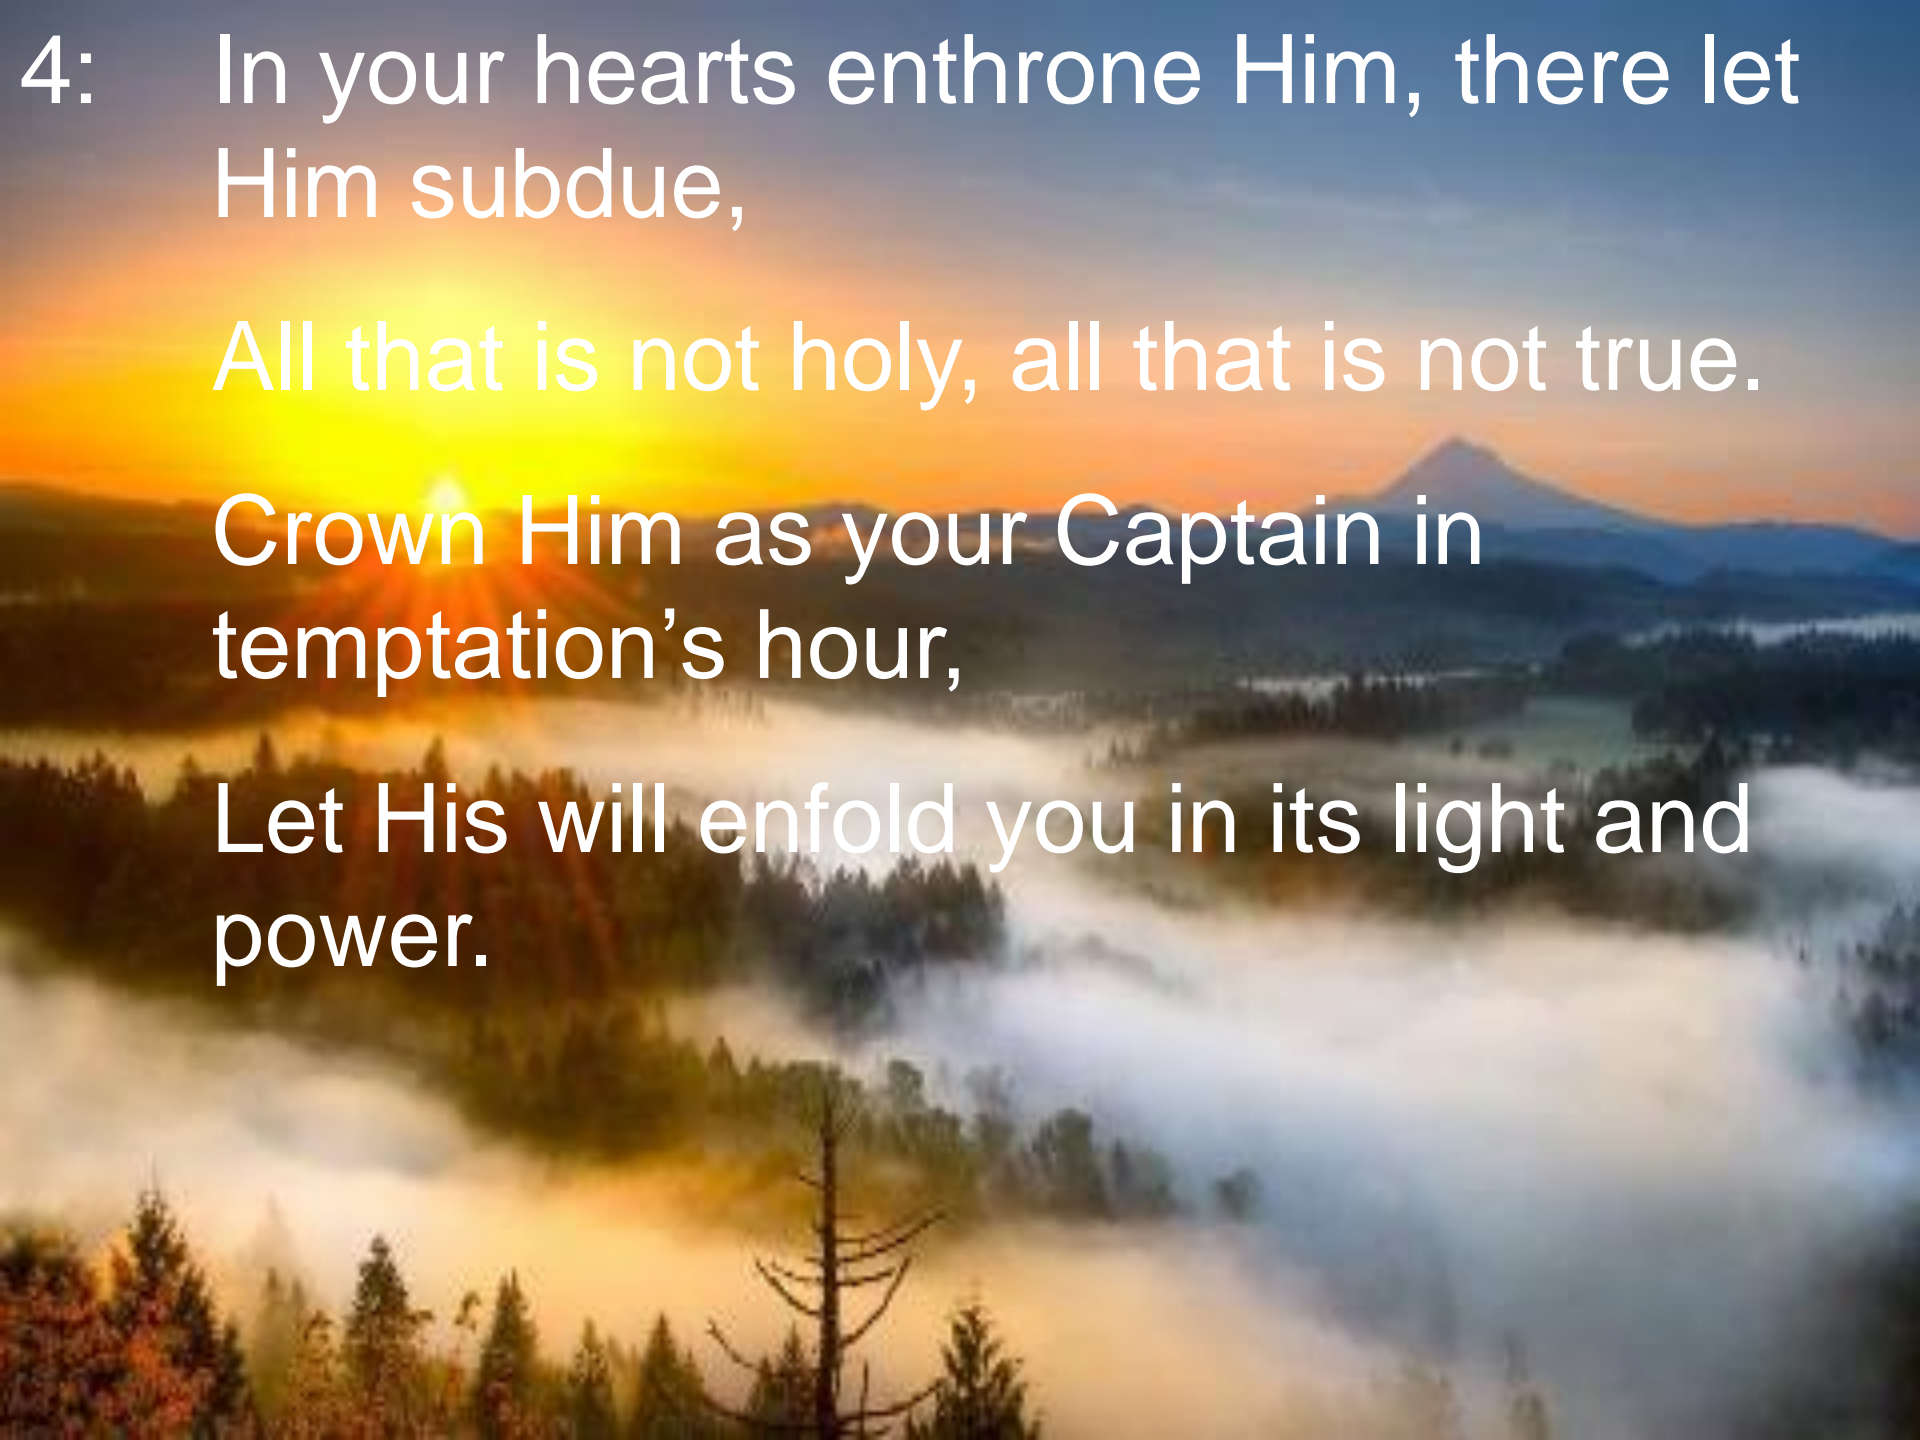 4: In your hearts enthrone Him, there let
Him subdue,
All that is not holy, all that is not true.
Crown Him as your Captain in
temptation’s hour,
Let His will enfold you in its light and
power.